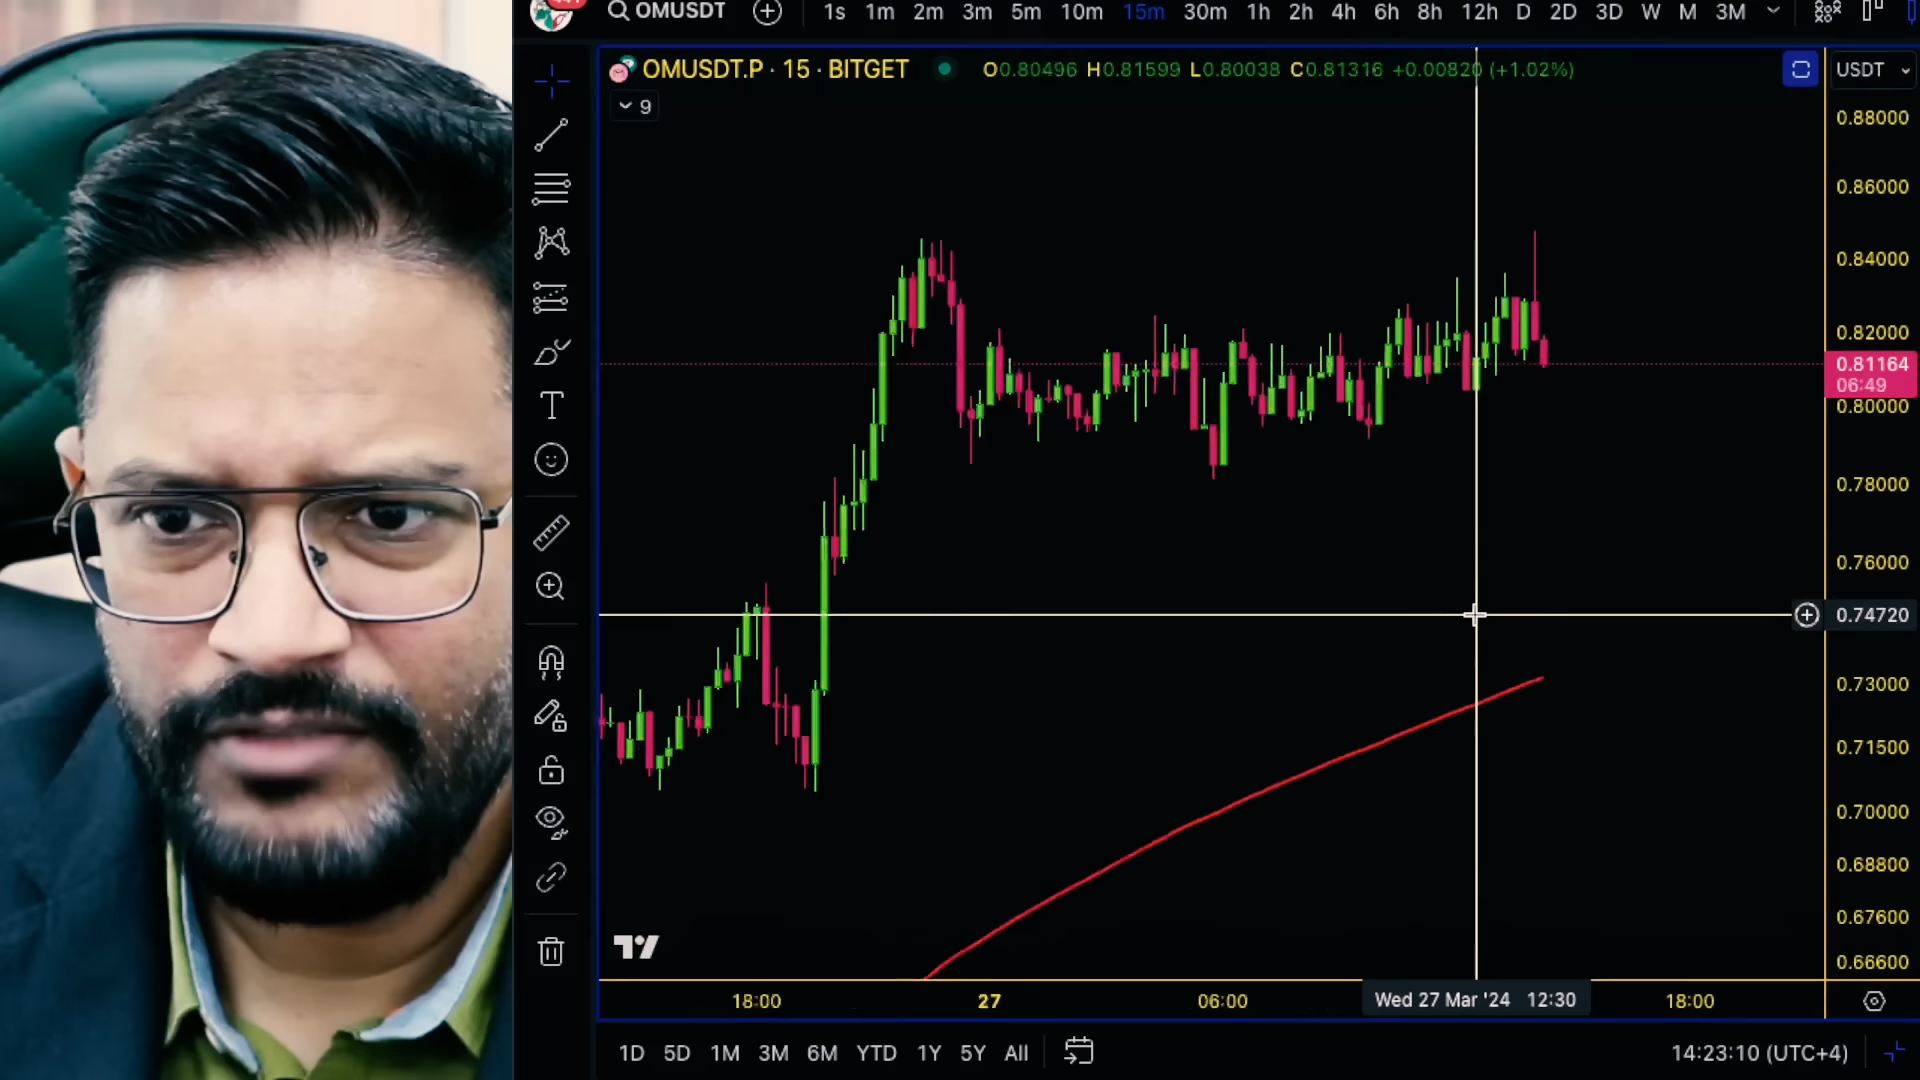 OMUSDT
1s 1m 2m 3m 5m 10m 15m 30m 1h 2h 4h 6h 8h 12h D 2D 3D W M 3M
OMUSDT.P · 15 · BITGET
O0.80496 H0.81599 L0.80038 C0.81316 +0.00820 (+1.02%)
USDT
9
0.88000
0.86000
0.84000
0.82000
0.81164
06:49
0.80000
0.78000
0.76000
0.74720
0.73000
0.71500
0.70000
0.68800
0.67600
0.66600
18:00
27
06:00
Wed 27 Mar '24 12:30
18:00
1D 5D 1M 3M 6M YTD 1Y 5Y All
14:23:10 (UTC+4)